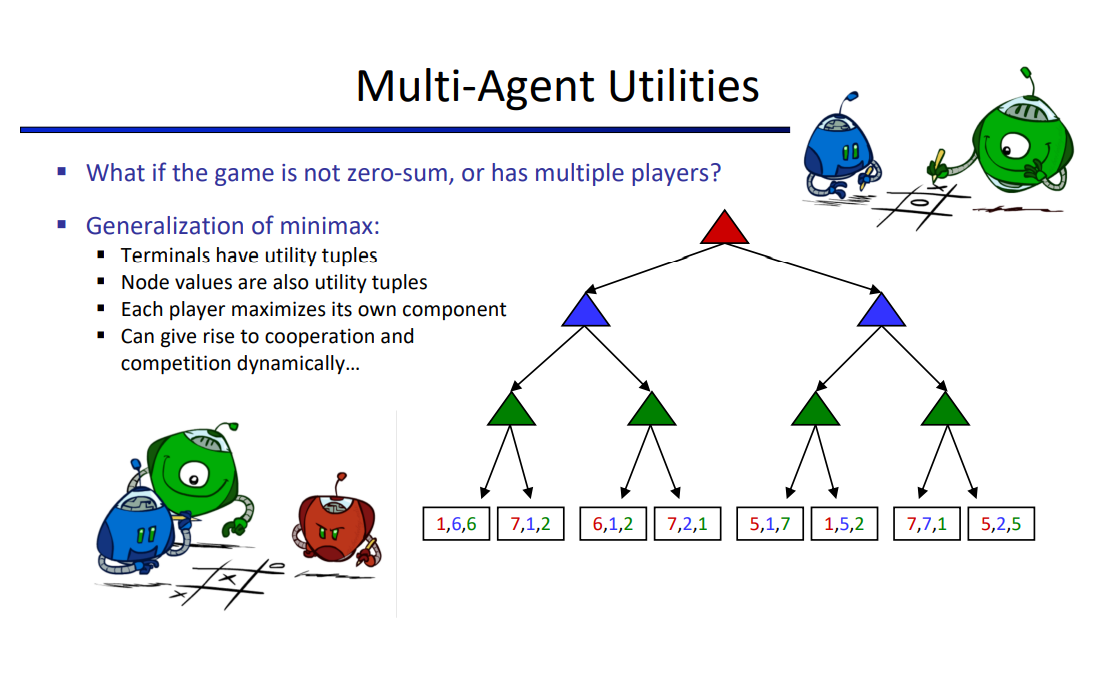 Multi-Agent Utilities
▪ What if the game is not zero-sum, or has multiple players?
▪ Generalization of minimax:
▪ Terminals have utility tuples
▪ Node values are also utility tuples
▪ Each player maximizes its own component
▪ Can give rise to cooperation and
competition dynamically…
1,6,6 7,1,2 6,1,2 7,2,1 5,1,7 1,5,2 7,7,1 5,2,5